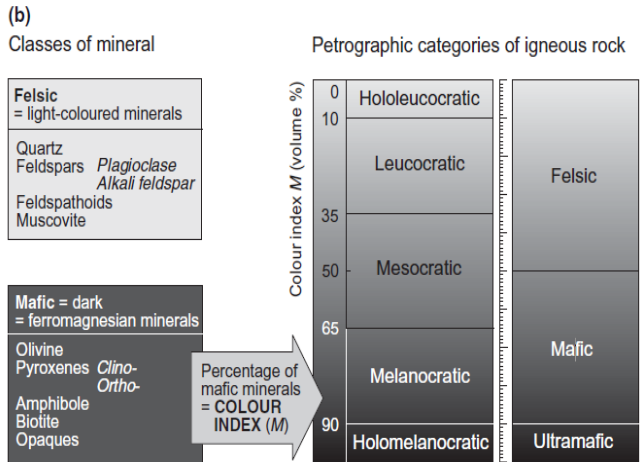 (b)
Classes of mineral
Felsic
= light-coloured minerals
Quartz
Feldspars Plagioclase
Alkali feldspar
Feldspathoids
Muscovite
Mafic = dark
= ferromagnesian minerals
Olivine
Pyroxenes Clino-
Ortho-
Amphibole
Biotite
Opaques
Percentage of
mafic minerals
= COLOUR
INDEX (M)
Petrographic categories of igneous rock
Colour index M (volume %)
0
10
35
50
65
90
Hololeucocratic
Leucocratic
Mesocratic
Melanocratic
Holomelanocratic
Felsic
Mafic
Ultramafic